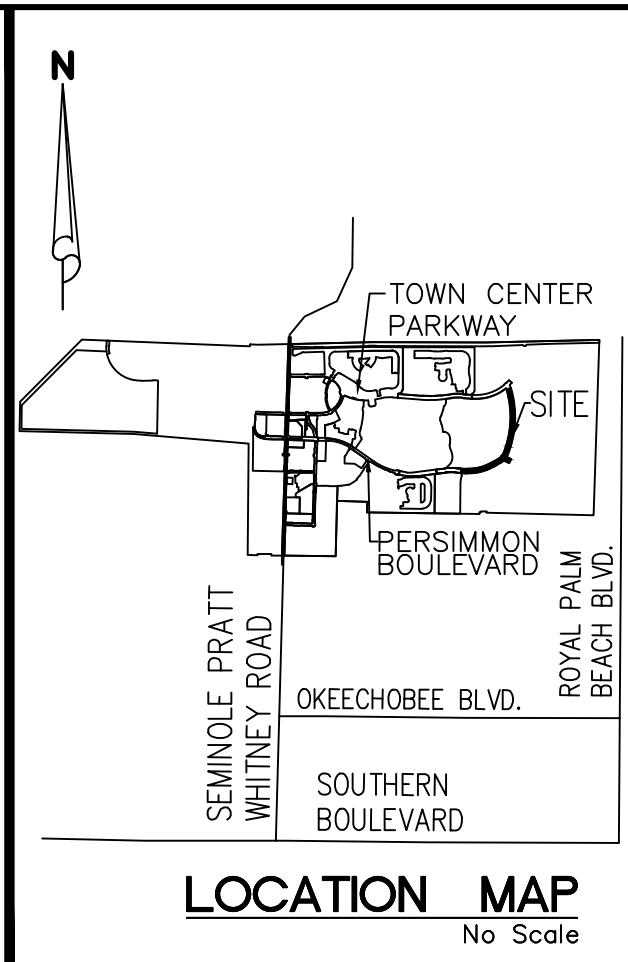 N
TOWN CENTER
PARKWAY
SITE
PERSIMMON
BOULEVARD
ROYAL PALM
BEACH BLVD.
SEMINOLE PRATT
WHITNEY ROAD
OKEECHOBEE BLVD.
SOUTHERN
BOULEVARD
LOCATION MAP
No Scale